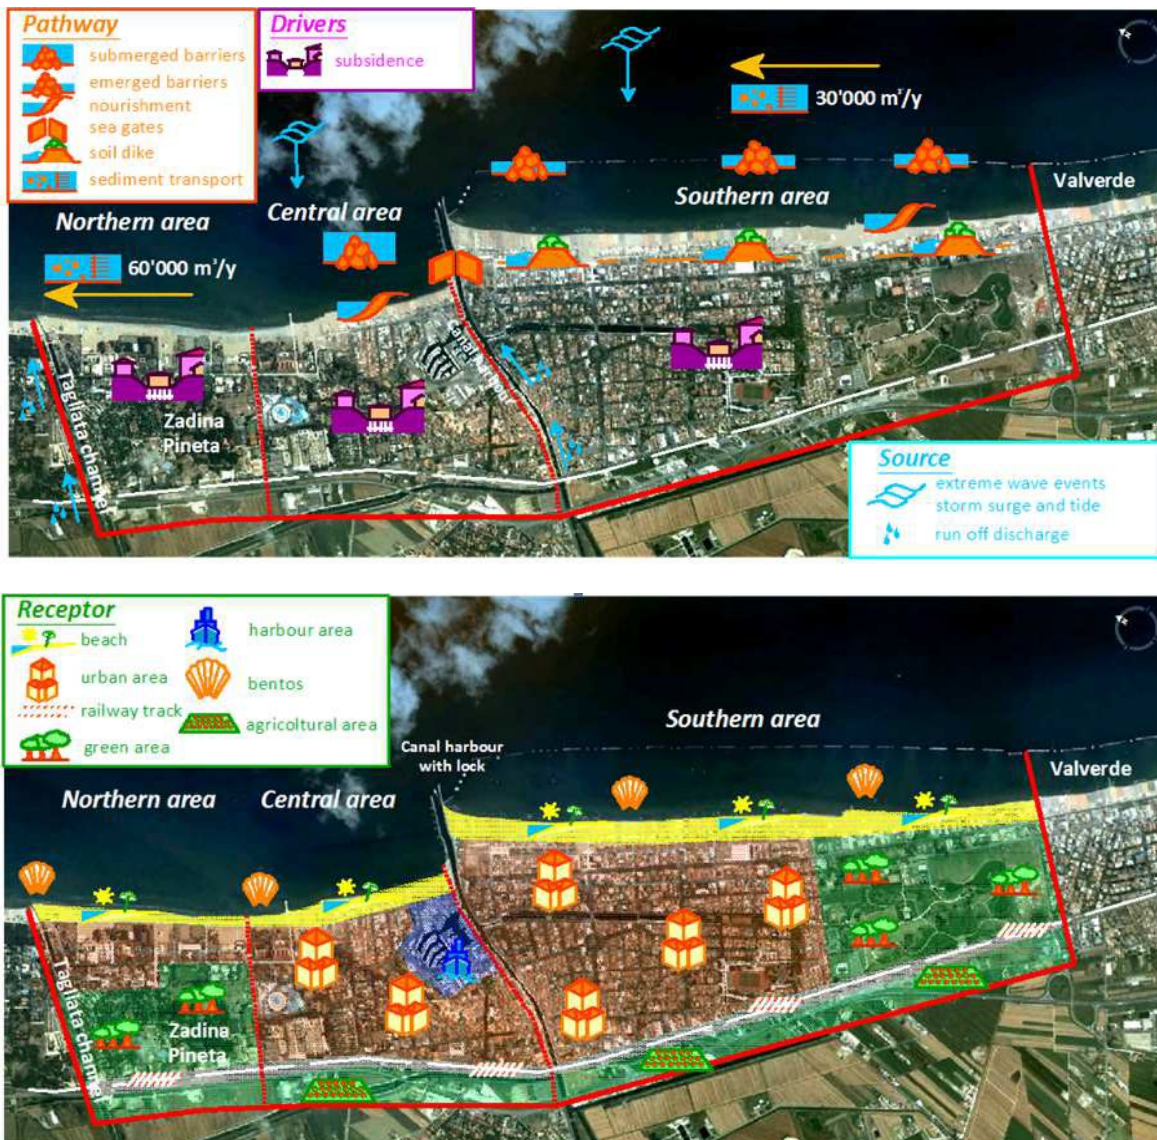 Pathway
submerged barriers
emerged barriers
nourishment
sea gates
soil dike
sediment transport
Drivers
subsidence
30'000 m³/y
Valverde
Northern area
Central area
Southern area
60'000 m³/y
Tagliata channel
Zadina
Pineta
Source
extreme wave events
storm surge and tide
run off discharge
Receptor
beach
urban area
railway track
green area
harbour area
bentos
agricoltural area
Southern area
Canal harbour
with lock
Valverde
Northern area
Central area
Tagliata channel
Zadina
Pineta